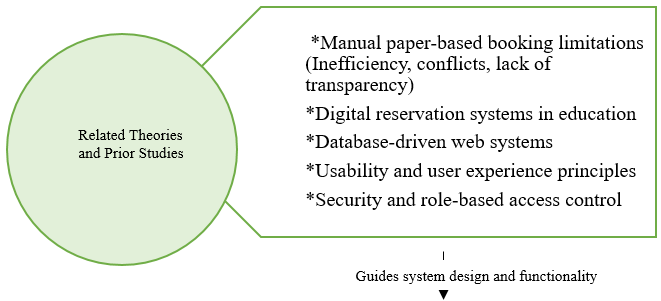 Related Theories
and Prior Studies
*Manual paper-based booking limitations
(Inefficiency, conflicts, lack of
transparency)
*Digital reservation systems in education
*Database-driven web systems
*Usability and user experience principles
*Security and role-based access control
Guides system design and functionality